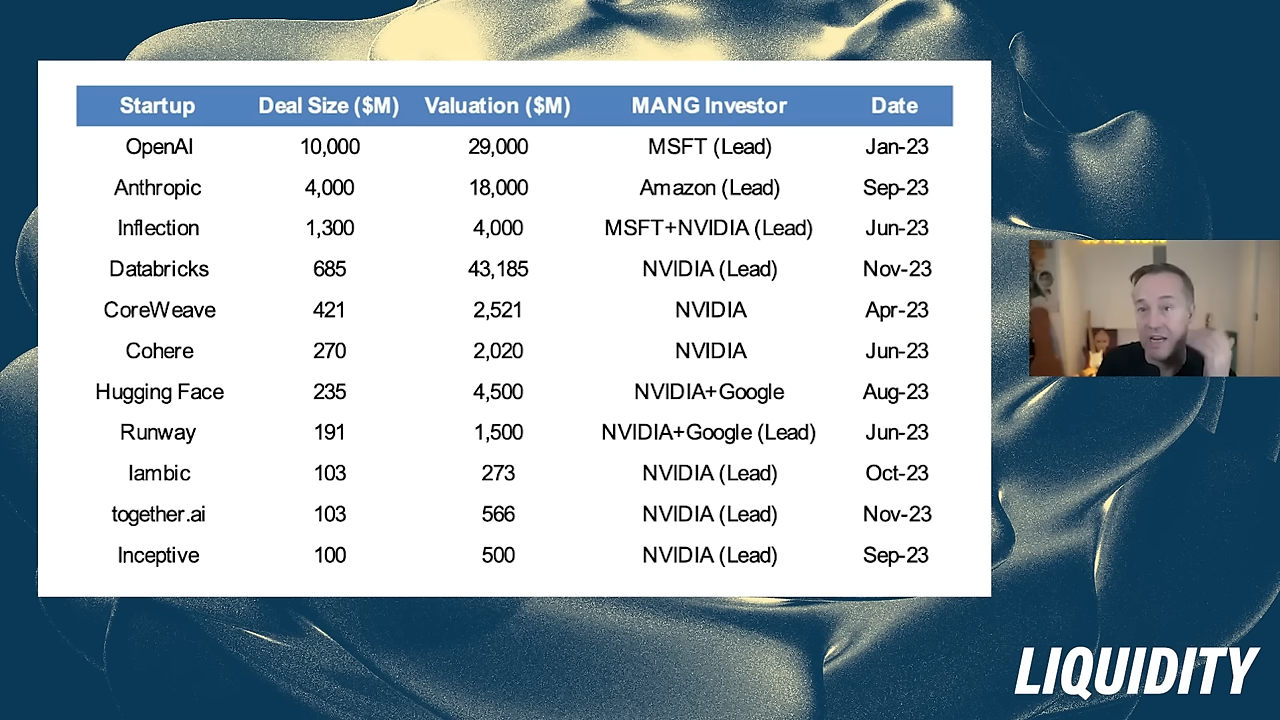 Startup Deal Size ($M) Valuation ($M) MANG Investor Date
OpenAI 10,000 29,000 MSFT (Lead) Jan-23
Anthropic 4,000 18,000 Amazon (Lead) Sep-23
Inflection 1,300 4,000 MSFT+NVIDIA (Lead) Jun-23
Databricks 685 43,185 NVIDIA (Lead) Nov-23
CoreWeave 421 2,521 NVIDIA Apr-23
Cohere 270 2,020 NVIDIA Jun-23
Hugging Face 235 4,500 NVIDIA+Google Aug-23
Runway 191 1,500 NVIDIA+Google (Lead) Jun-23
Iambic 103 273 NVIDIA (Lead) Oct-23
together.ai 103 566 NVIDIA (Lead) Nov-23
Inceptive 100 500 NVIDIA (Lead) Sep-23
LIQUIDITY